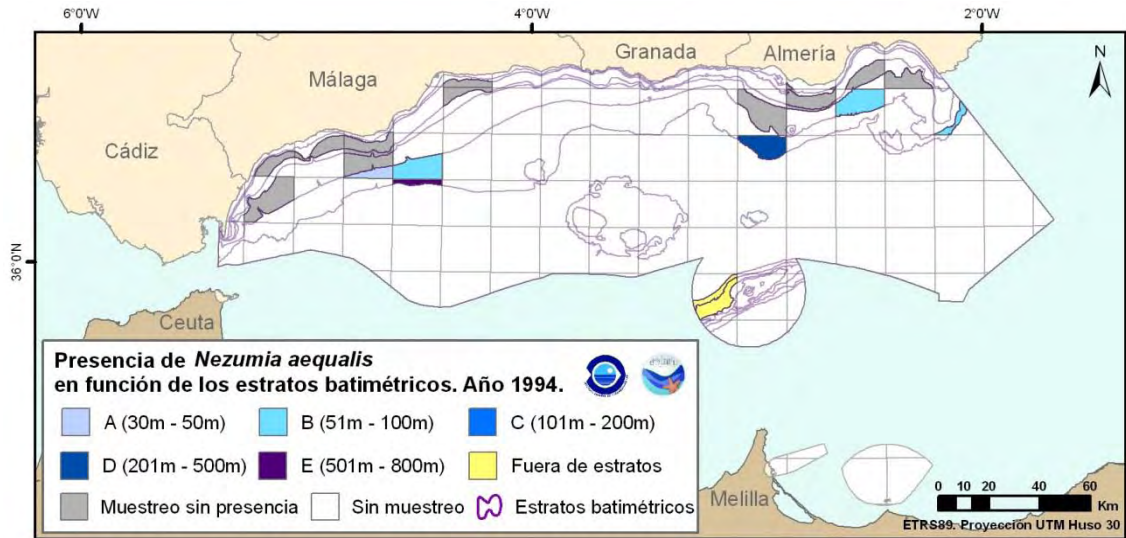 6°0'W
4°0'W
2°0'W
Granada
Almería
N
Málaga
Cádiz
36°0'N
Ceuta
Presencia de Nezumia aequalis
en función de los estratos batimétricos. Año 1994.
A (30m - 50m)
B (51m - 100m)
C (101m - 200m)
D (201m - 500m)
E (501m - 800m)
Fuera de estratos
Muestreo sin presencia
Sin muestreo
Estratos batimétricos
Melilla
0 10 20 40 60
Km
ETRS89. Proyección UTM Huso 30